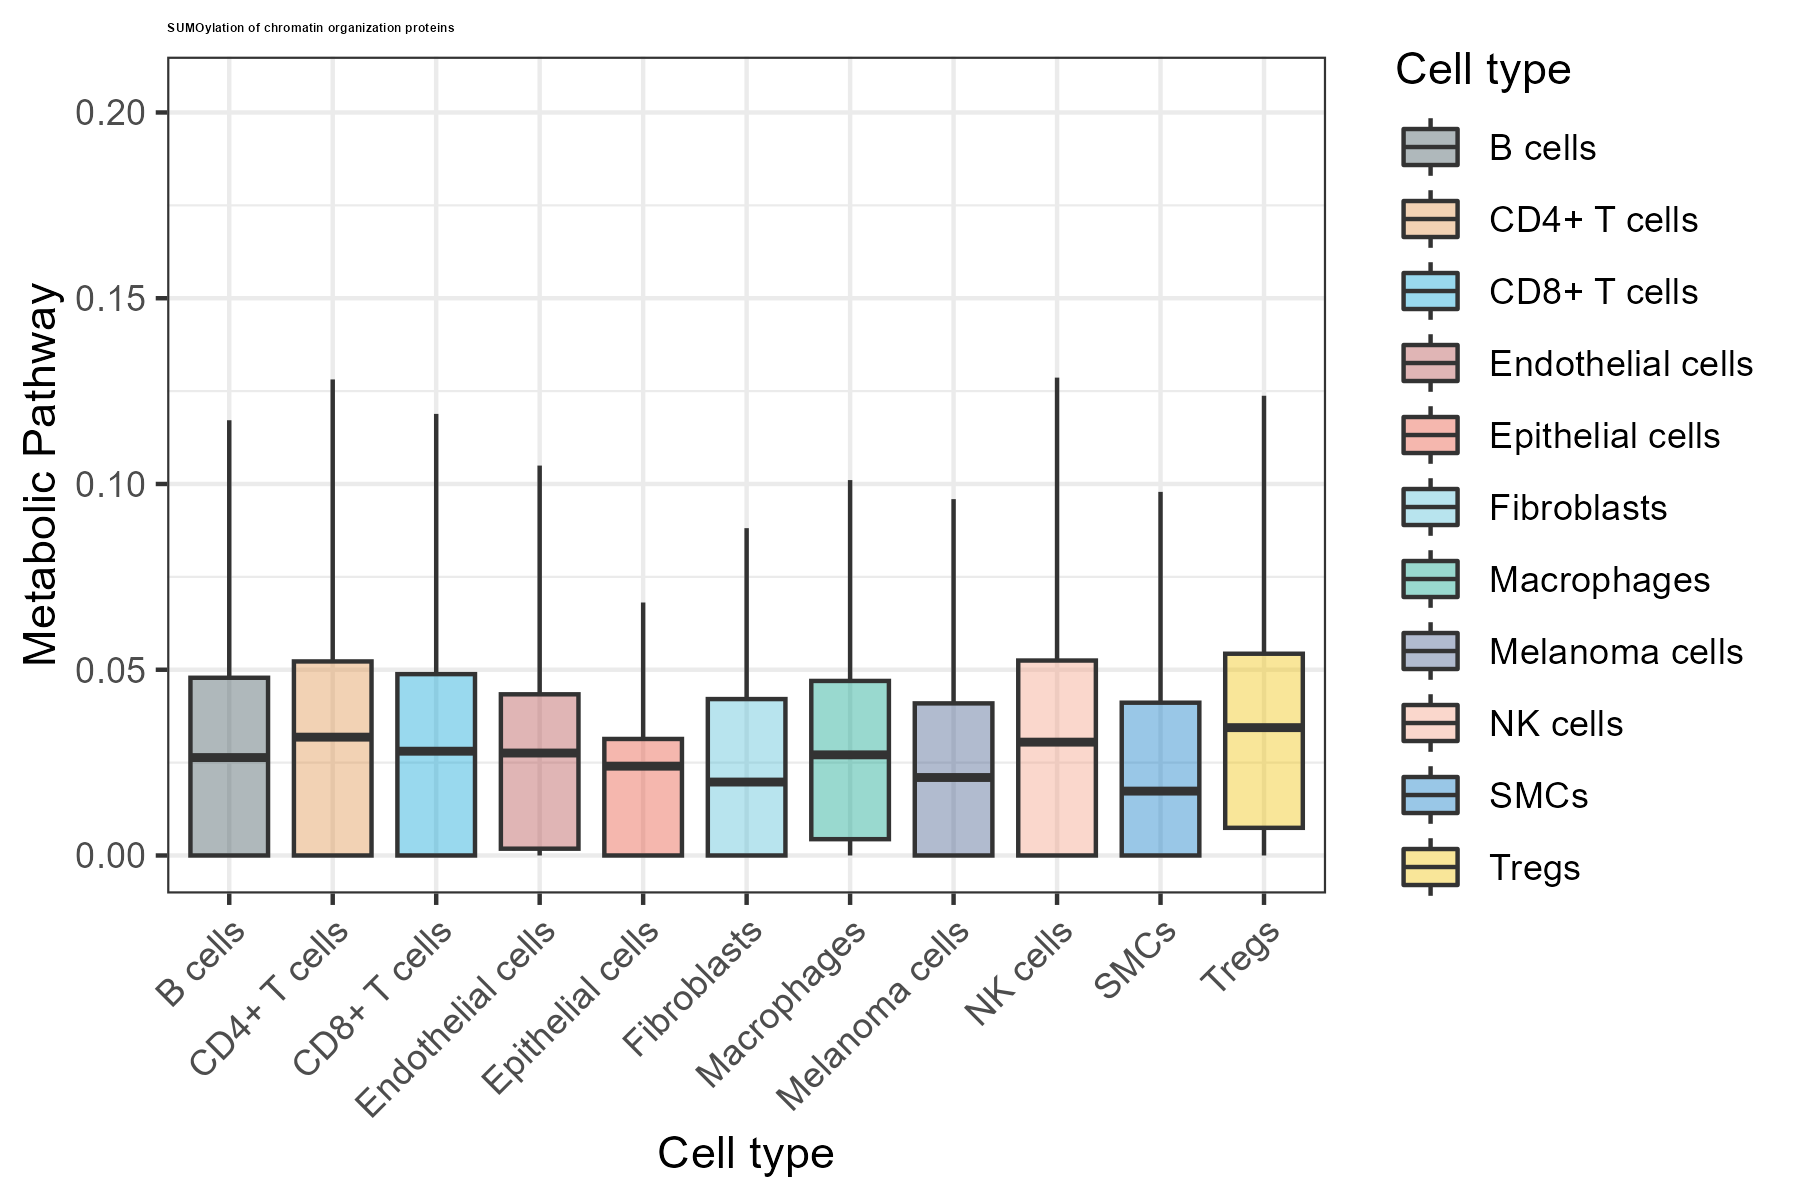 SUMOylation of chromatin organization proteins
Metabolic Pathway
0.20
0.15
0.10
0.05
0.00
B cells
CD4+ T cells
CD8+ T cells
Endothelial cells
Epithelial cells
Fibroblasts
Macrophages
Melanoma cells
NK cells
SMCs
Tregs
Cell type
Cell type
B cells
CD4+ T cells
CD8+ T cells
Endothelial cells
Epithelial cells
Fibroblasts
Macrophages
Melanoma cells
NK cells
SMCs
Tregs